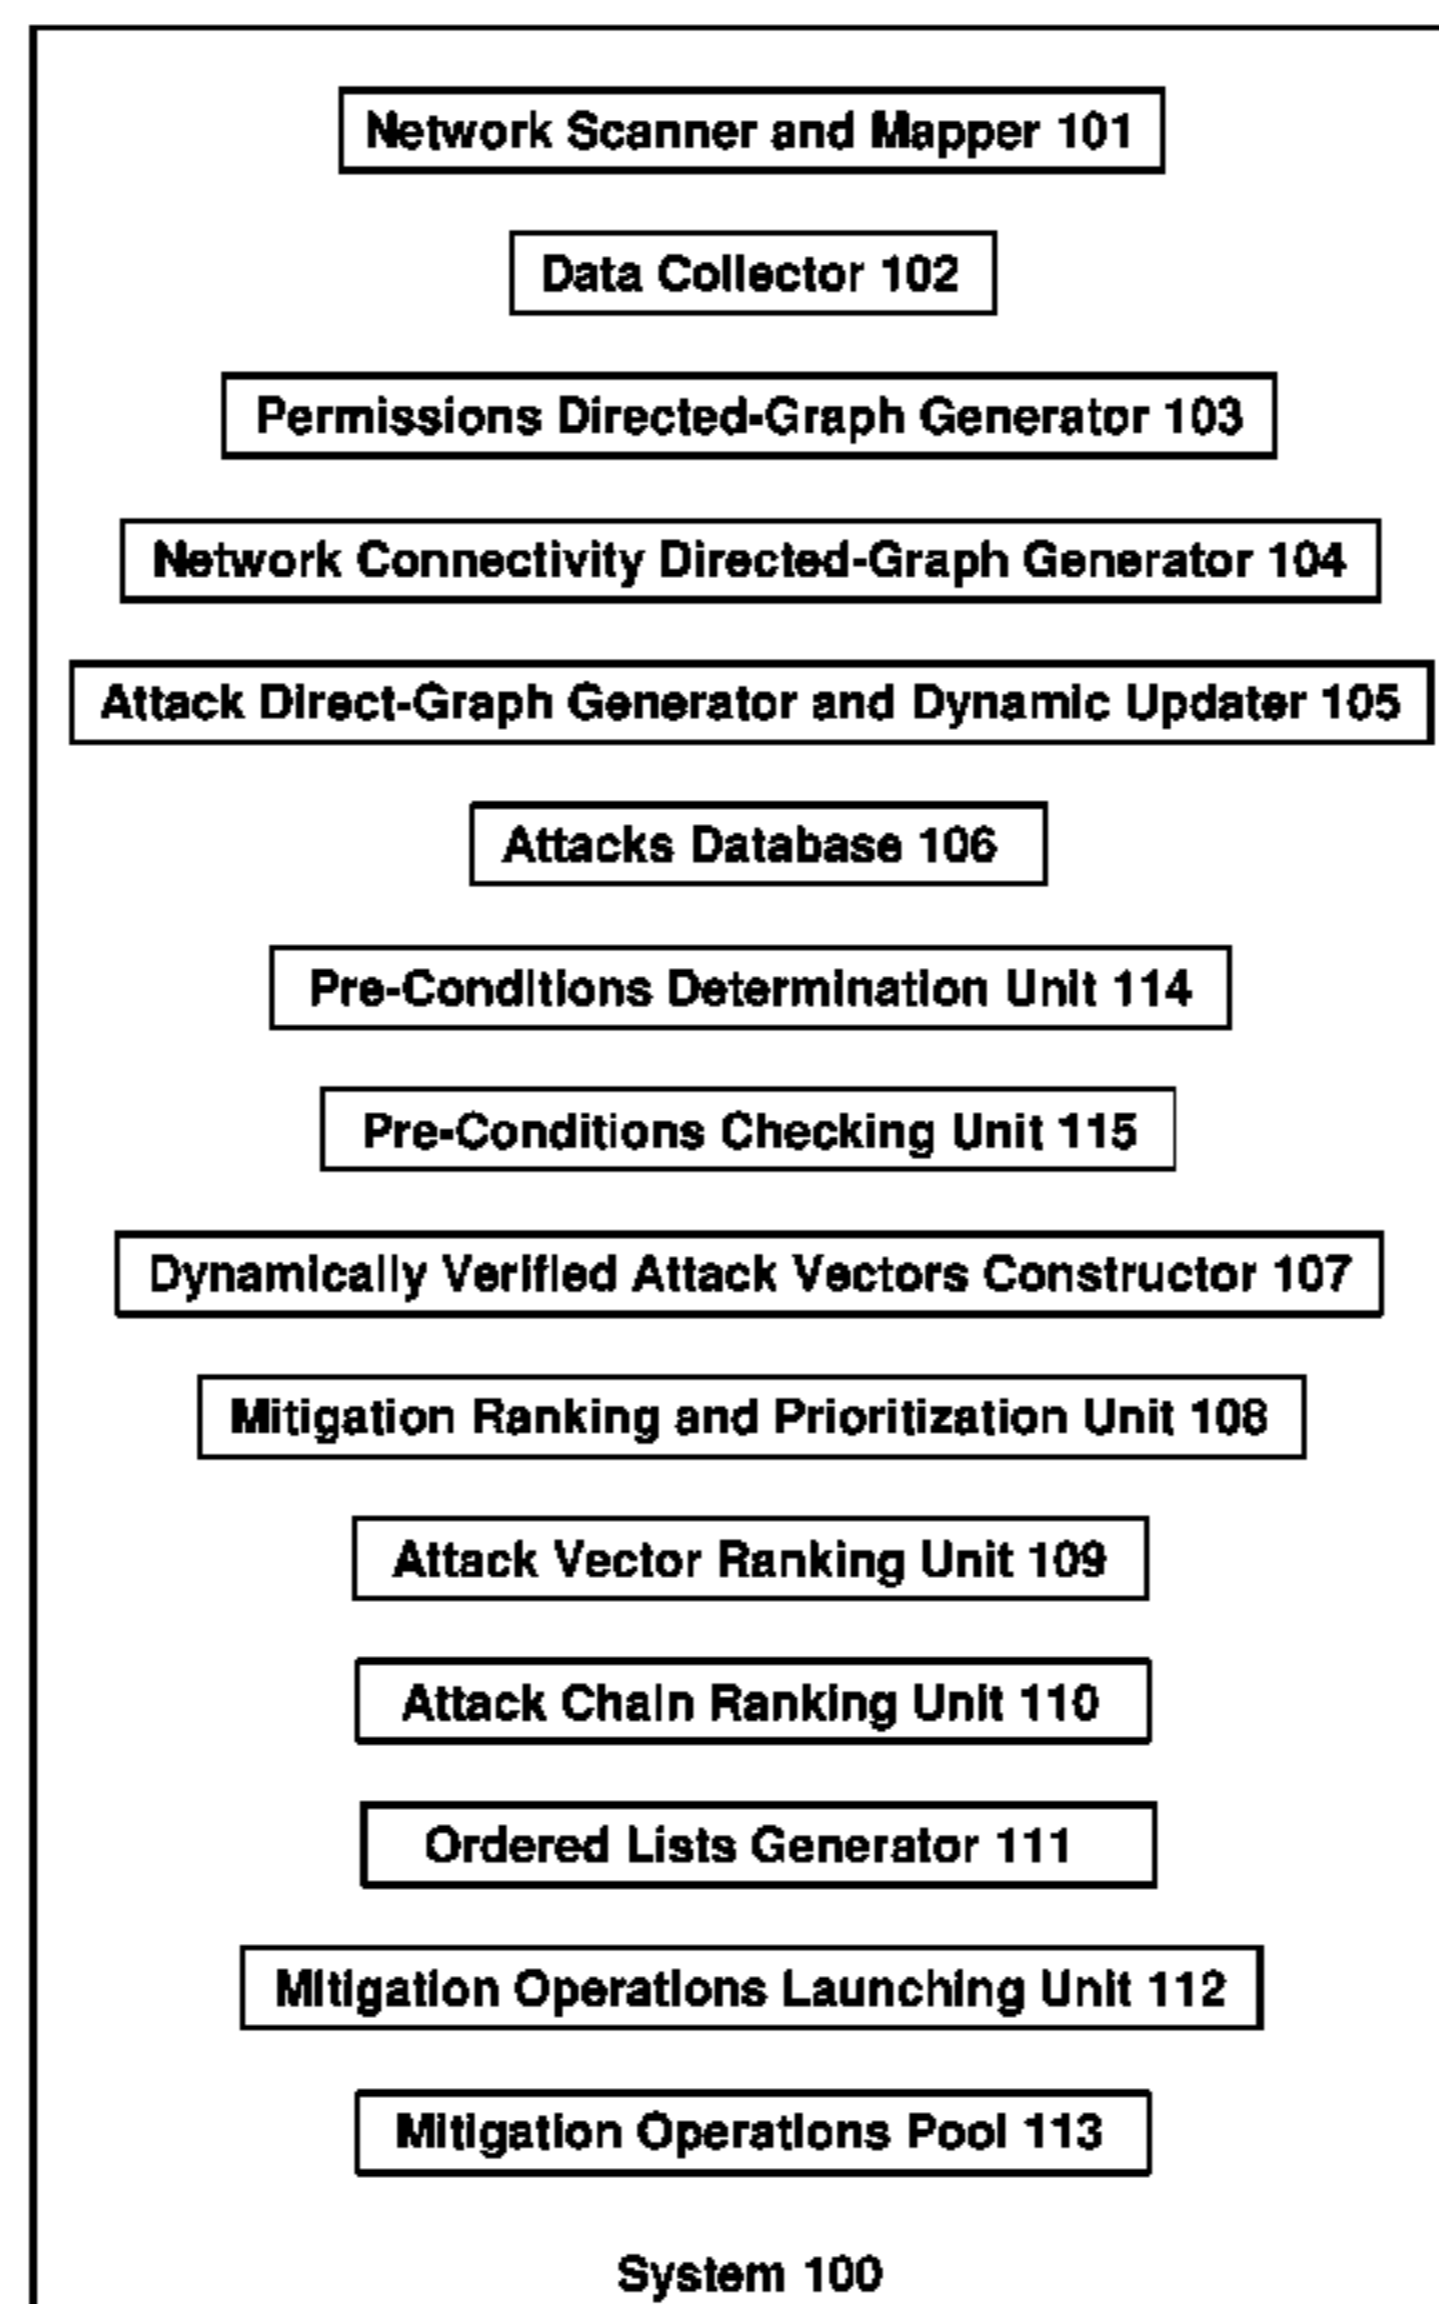 Network Scanner and Mapper 101
Data Collector 102
Permissions Directed-Graph Generator 103
Network Connectivity Directed-Graph Generator 104
Attack Direct-Graph Generator and Dynamic Updater 105
Attacks Database 106
Pre-Conditions Determination Unit 114
Pre-Conditions Checking Unit 115
Dynamically Verified Attack Vectors Constructor 107
Mitigation Ranking and Prioritization Unit 108
Attack Vector Ranking Unit 109
Attack Chain Ranking Unit 110
Ordered Lists Generator 111
Mitigation Operations Launching Unit 112
Mitigation Operations Pool 113
System 100